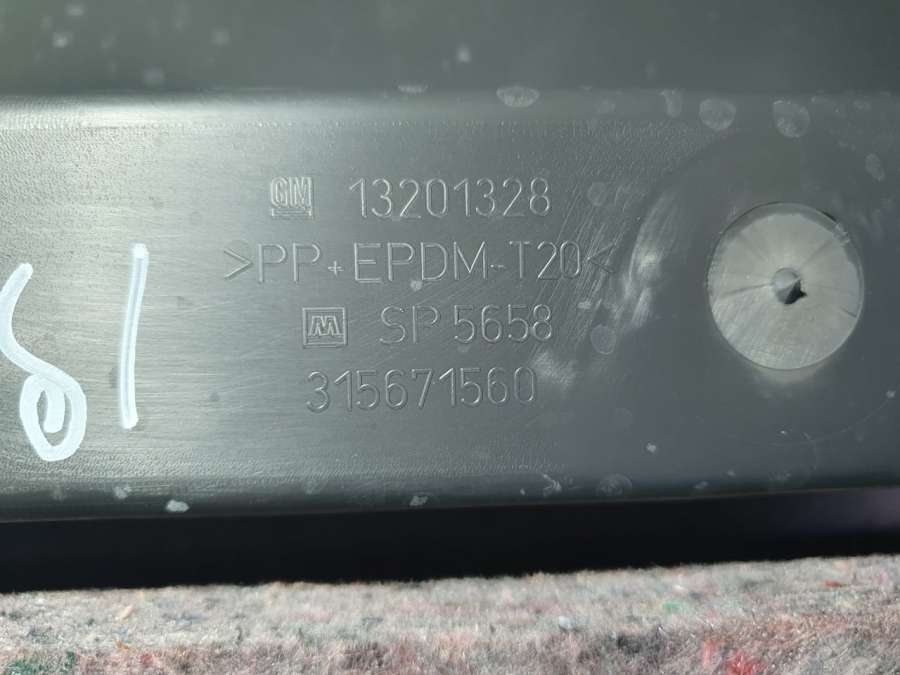 GM 13201328
>PP+EPDM-T20<
M SP 5658
315671560